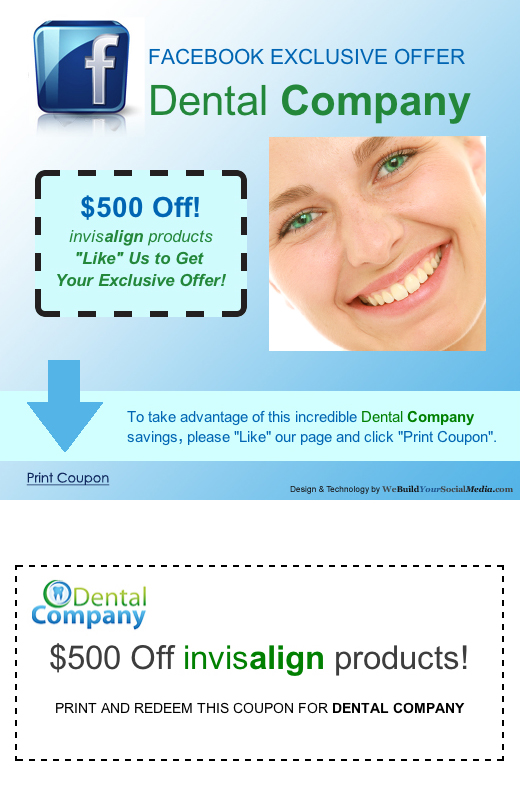 f
FACEBOOK EXCLUSIVE OFFER
Dental Company
$500 Off!
invisalign products
"Like" Us to Get
Your Exclusive Offer!
To take advantage of this incredible Dental Company
savings, please "Like" our page and click "Print Coupon".
Print Coupon
Design & Technology by WeBuildYourSocialMedia.com
Dental
Company
$500 Off invisalign products!
PRINT AND REDEEM THIS COUPON FOR DENTAL COMPANY